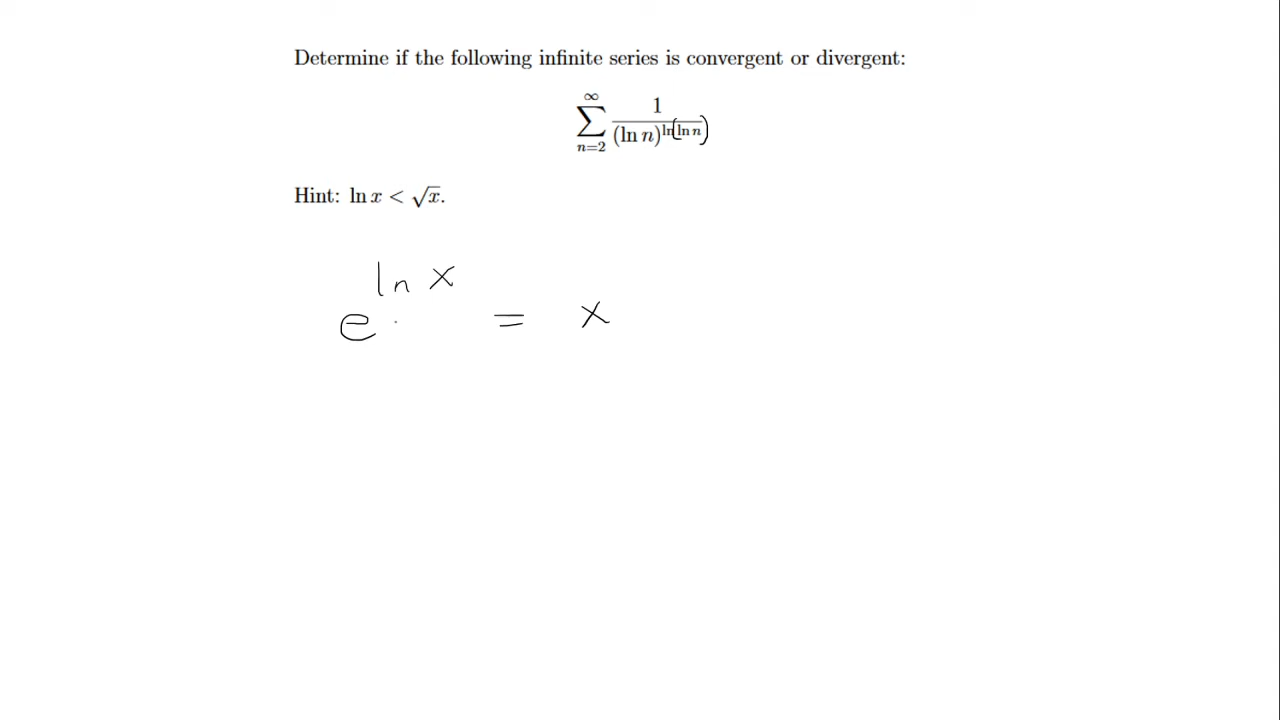 Determine if the following infinite series is convergent or divergent:
∑_{n=2}^{∞} 1/(ln n)^{ln(ln n)}
Hint: ln x < √x.
e^{ln x} = x